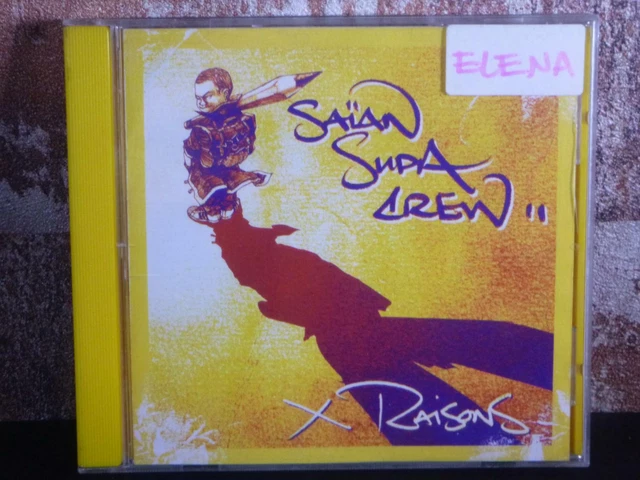 ELENA
SAÏAN
SUPA
CREW "
X RAISONS